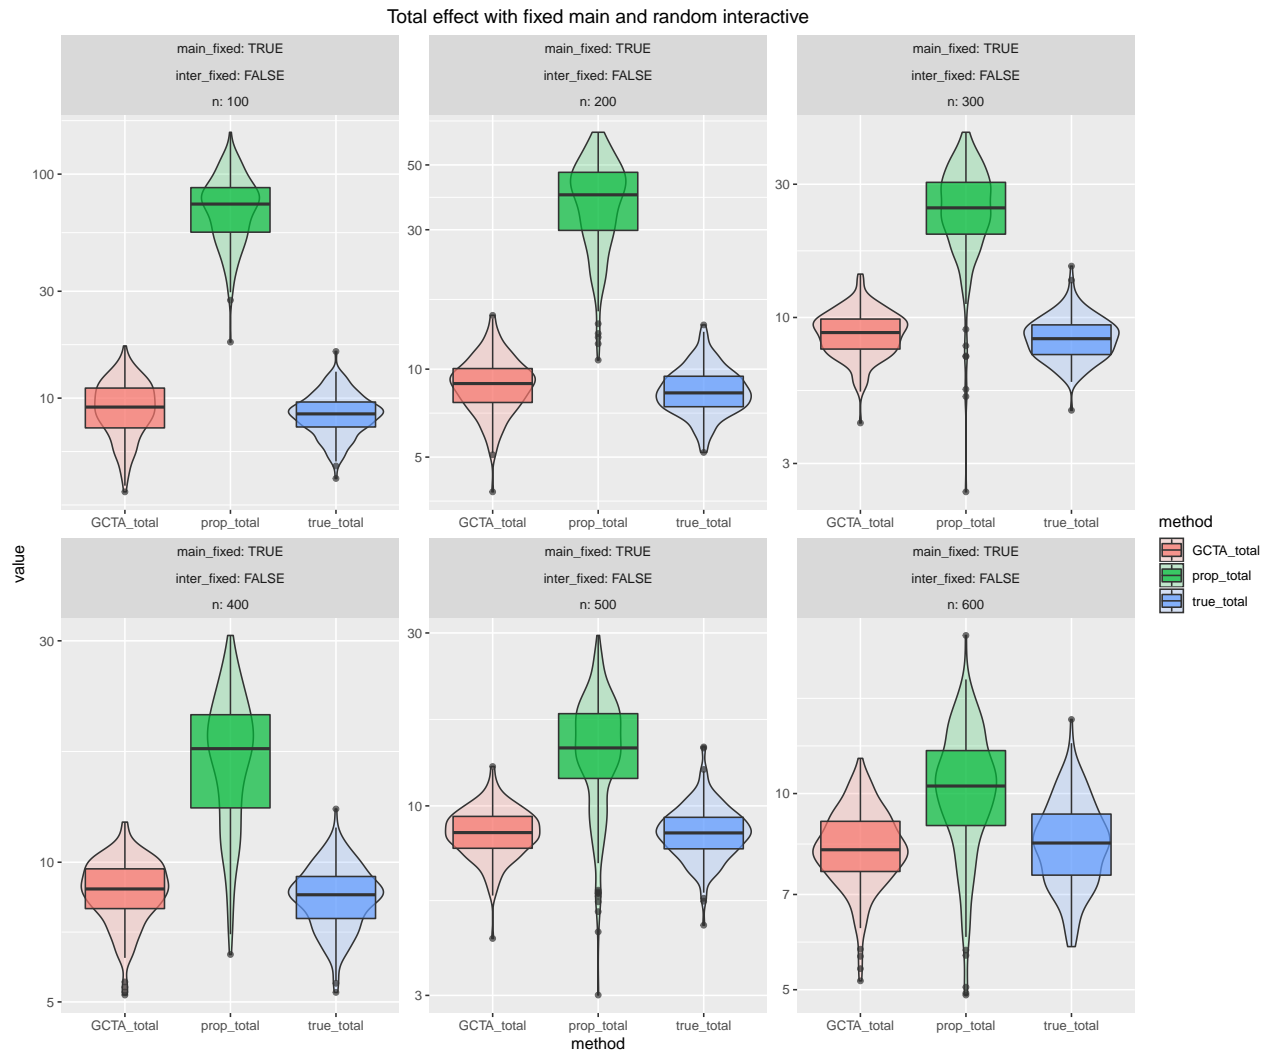 Total effect with fixed main and random interactive
main_fixed: TRUE
inter_fixed: FALSE
n: 100
main_fixed: TRUE
inter_fixed: FALSE
n: 200
main_fixed: TRUE
inter_fixed: FALSE
n: 300
100
30
10
50
30
10
5
30
10
3
GCTA_total prop_total true_total
GCTA_total prop_total true_total
GCTA_total prop_total true_total
value
main_fixed: TRUE
inter_fixed: FALSE
n: 400
main_fixed: TRUE
inter_fixed: FALSE
n: 500
main_fixed: TRUE
inter_fixed: FALSE
n: 600
30
10
5
30
10
3
10
7
5
GCTA_total prop_total true_total
GCTA_total prop_total true_total
GCTA_total prop_total true_total
method
method
GCTA_total
prop_total
true_total